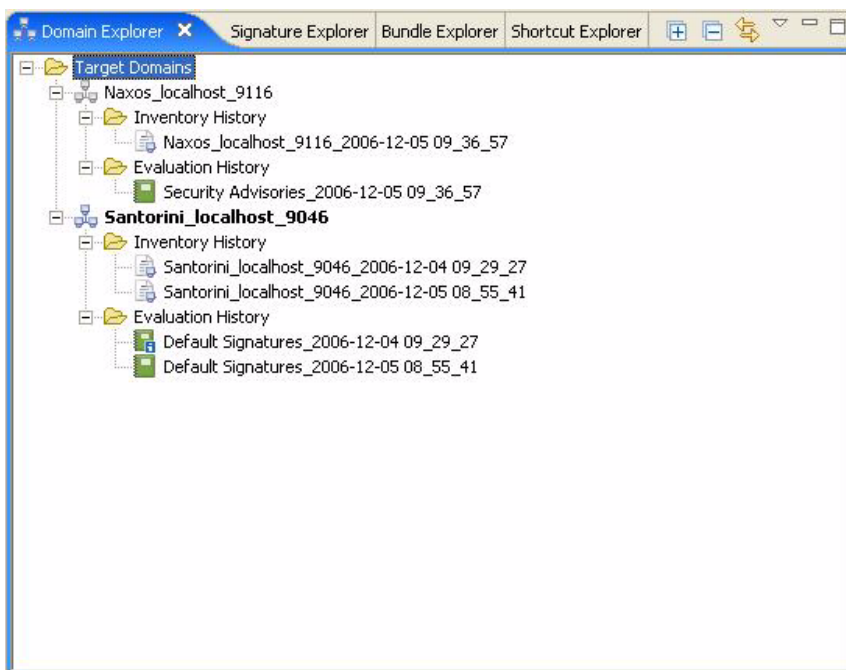 Domain Explorer Signature Explorer Bundle Explorer Shortcut Explorer
Target Domains
Naxos_localhost_9116
Inventory History
Naxos_localhost_9116_2006-12-05 09_36_57
Evaluation History
Security Advisories_2006-12-05 09_36_57
Santorini_localhost_9046
Inventory History
Santorini_localhost_9046_2006-12-04 09_29_27
Santorini_localhost_9046_2006-12-05 08_55_41
Evaluation History
Default Signatures_2006-12-04 09_29_27
Default Signatures_2006-12-05 08_55_41